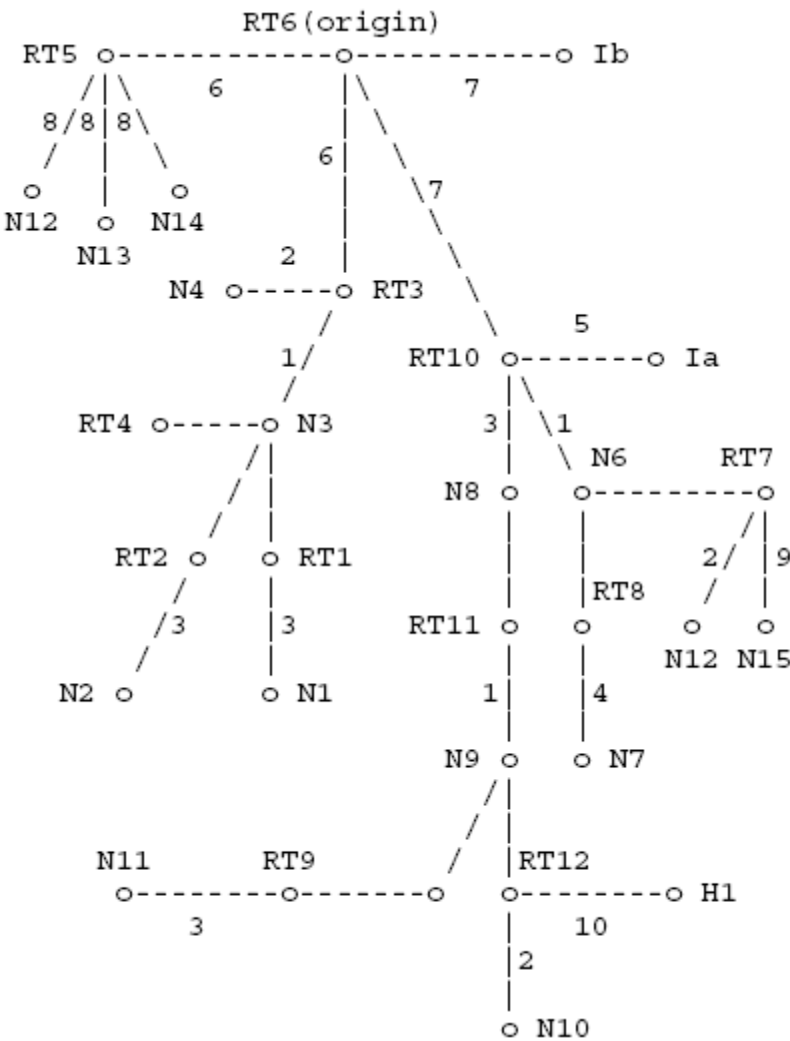 RT6(origin)
RT5 Ib
6 7
8 8 8
6
7
N12 N14
N13
2
N4 RT3
5
1 RT10 Ia
RT4 N3 3 1
N6 RT7
N8
RT2 RT1 2 9
RT8
3 3 RT11
N12 N15
N2 N1 1 4
N9 N7
N11 RT9 RT12
H1
3 10
2
N10